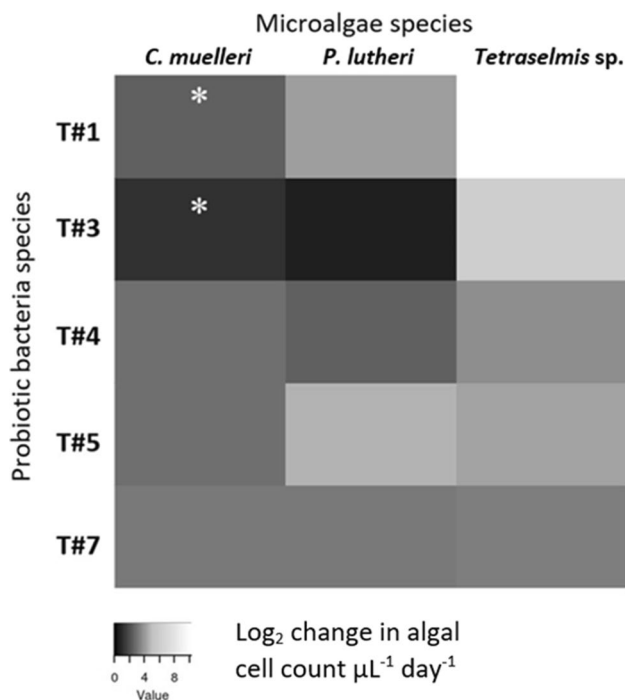 Microalgae species
C. muelleri P. lutheri Tetraselmis sp.
Probiotic bacteria species
T#1 *
T#3 *
T#4
T#5
T#7
0 4 8
Value
Log₂ change in algal
cell count µL⁻¹ day⁻¹